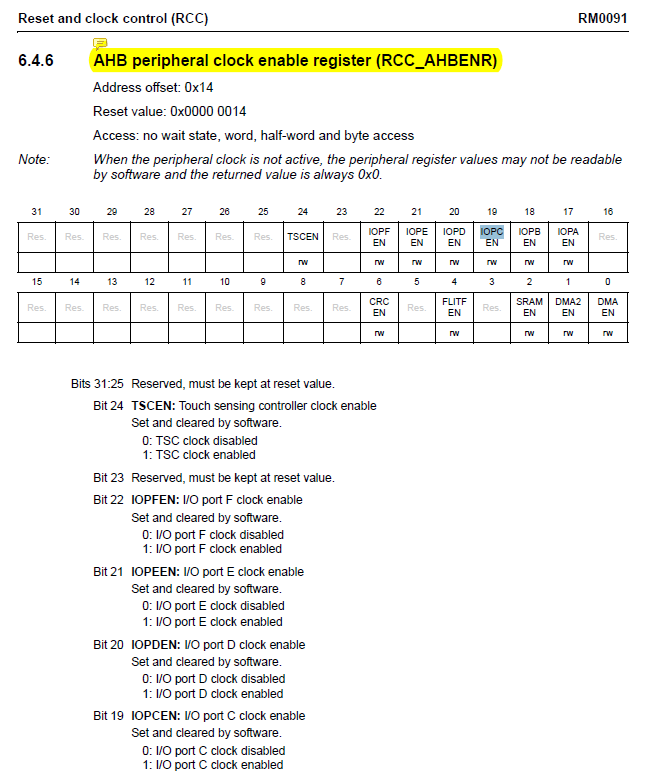 Reset and clock control (RCC) RM0091
6.4.6 AHB peripheral clock enable register (RCC_AHBENR)
Address offset: 0x14
Reset value: 0x0000 0014
Access: no wait state, word, half-word and byte access
Note: When the peripheral clock is not active, the peripheral register values may not be readable
by software and the returned value is always 0x0.
31 30 29 28 27 26 25 24 23 22 21 20 19 18 17 16
Res. Res. Res. Res. Res. Res. Res. TSCEN Res. IOPF EN IOPE EN IOPD EN IOPC EN IOPB EN IOPA EN Res.
rw rw rw rw rw rw rw
15 14 13 12 11 10 9 8 7 6 5 4 3 2 1 0
Res. Res. Res. Res. Res. Res. Res. Res. Res. CRC EN Res. FLITF EN Res. SRAM EN DMA2 EN DMA EN
rw rw rw rw rw
Bits 31:25 Reserved, must be kept at reset value.
Bit 24 TSCEN: Touch sensing controller clock enable
Set and cleared by software.
0: TSC clock disabled
1: TSC clock enabled
Bit 23 Reserved, must be kept at reset value.
Bit 22 IOPFEN: I/O port F clock enable
Set and cleared by software.
0: I/O port F clock disabled
1: I/O port F clock enabled
Bit 21 IOPEEN: I/O port E clock enable
Set and cleared by software.
0: I/O port E clock disabled
1: I/O port E clock enabled
Bit 20 IOPDEN: I/O port D clock enable
Set and cleared by software.
0: I/O port D clock disabled
1: I/O port D clock enabled
Bit 19 IOPCEN: I/O port C clock enable
Set and cleared by software.
0: I/O port C clock disabled
1: I/O port C clock enabled